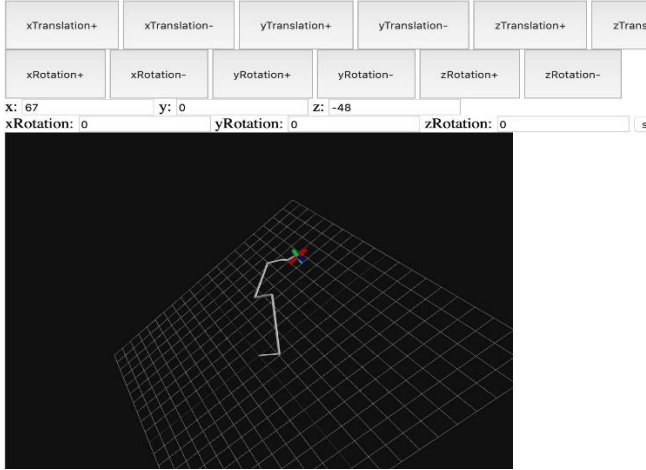 xTranslation+ xTranslation- yTranslation+ yTranslation- zTranslation+ zTrans
xRotation+ xRotation- yRotation+ yRotation- zRotation+ zRotation-
x: 67 y: 0 z: -48
xRotation: 0 yRotation: 0 zRotation: 0 s